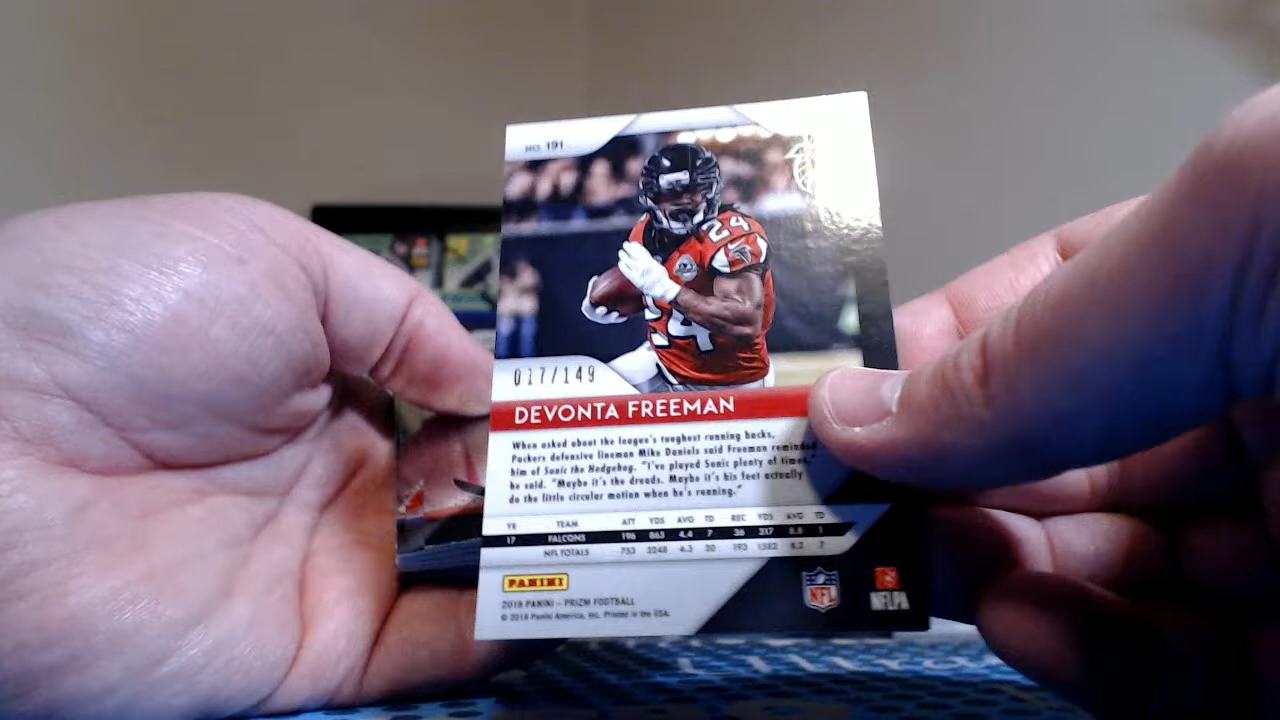 NO. 191
24
24
017/149
DEVONTA FREEMAN
When asked about the league's toughest running backs,
Packers defensive lineman Mike Daniels said Freeman reminded
him of Sonic the Hedgehog. "I've played Sonic plenty of times,"
he said. "Maybe it's the dreads. Maybe it's his feet actually
do the little circular motion when he's running."
YR TEAM ATT YDS AVG TD REC YDS AVG TD
17 FALCONS 196 865 4.4 7 36 317 8.8 1
NFL TOTALS 753 3248 4.3 30 193 1582 8.2 7
PANINI
2018 PANINI – PRIZM FOOTBALL
© 2018 Panini America, Inc. Printed in the USA.
NFL
NFLPA